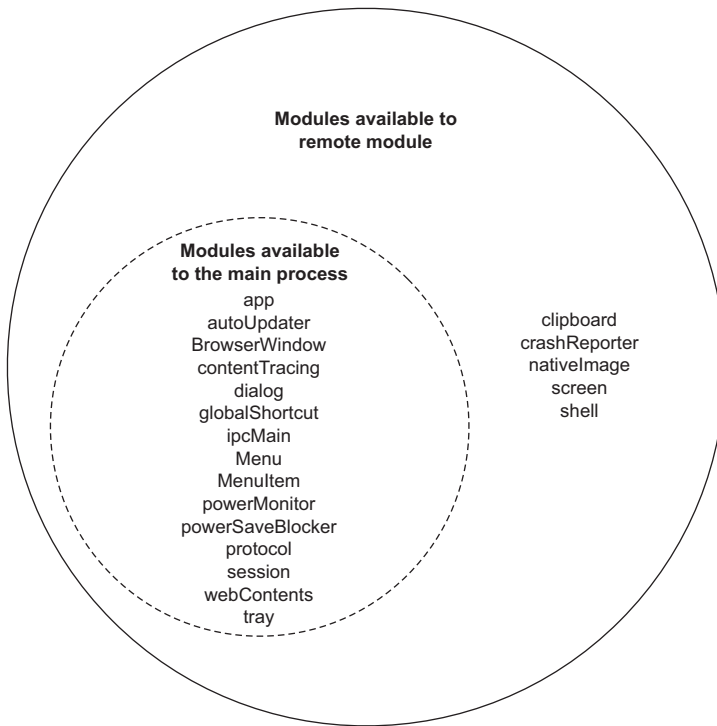 Modules available to
remote module
Modules available
to the main process
app
autoUpdater
BrowserWindow
contentTracing
dialog
globalShortcut
ipcMain
Menu
MenuItem
powerMonitor
powerSaveBlocker
protocol
session
webContents
tray
clipboard
crashReporter
nativeImage
screen
shell